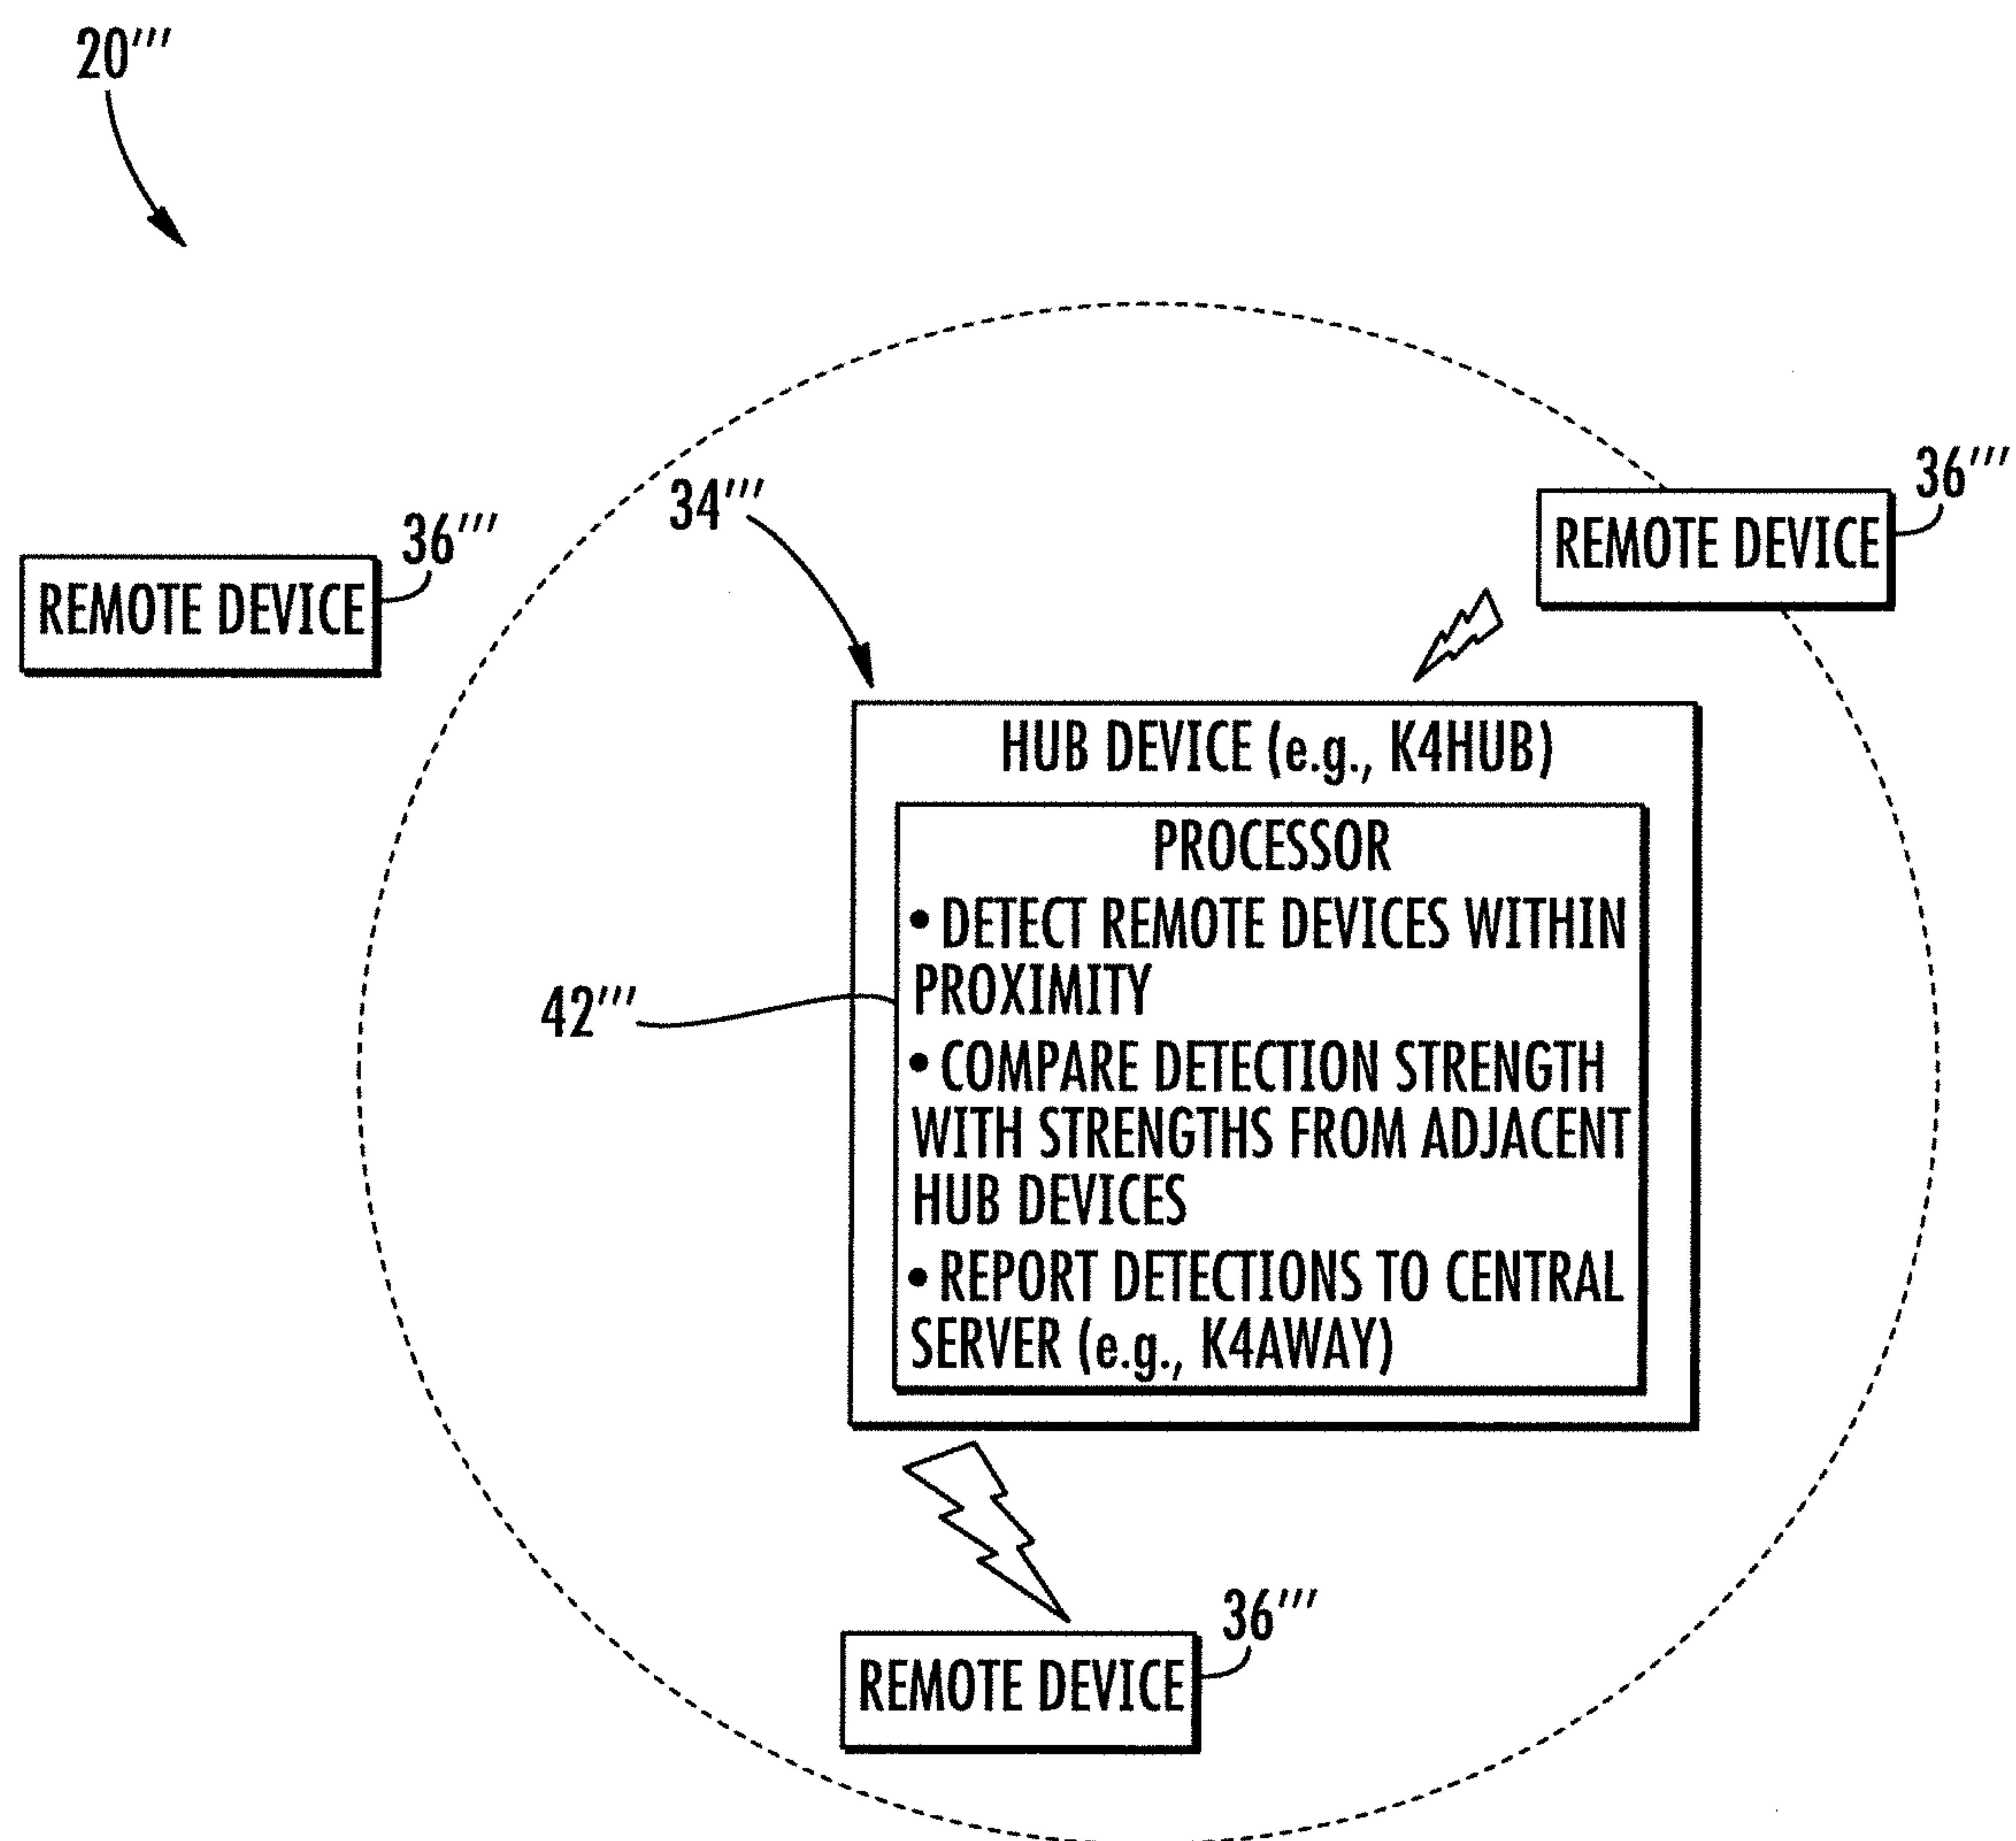 20'''
34'''
36'''
REMOTE DEVICE
36'''
REMOTE DEVICE
HUB DEVICE (e.g., K4HUB)
PROCESSOR
• DETECT REMOTE DEVICES WITHIN
PROXIMITY
42'''
• COMPARE DETECTION STRENGTH
WITH STRENGTHS FROM ADJACENT
HUB DEVICES
• REPORT DETECTIONS TO CENTRAL
SERVER (e.g., K4AWAY)
36'''
REMOTE DEVICE